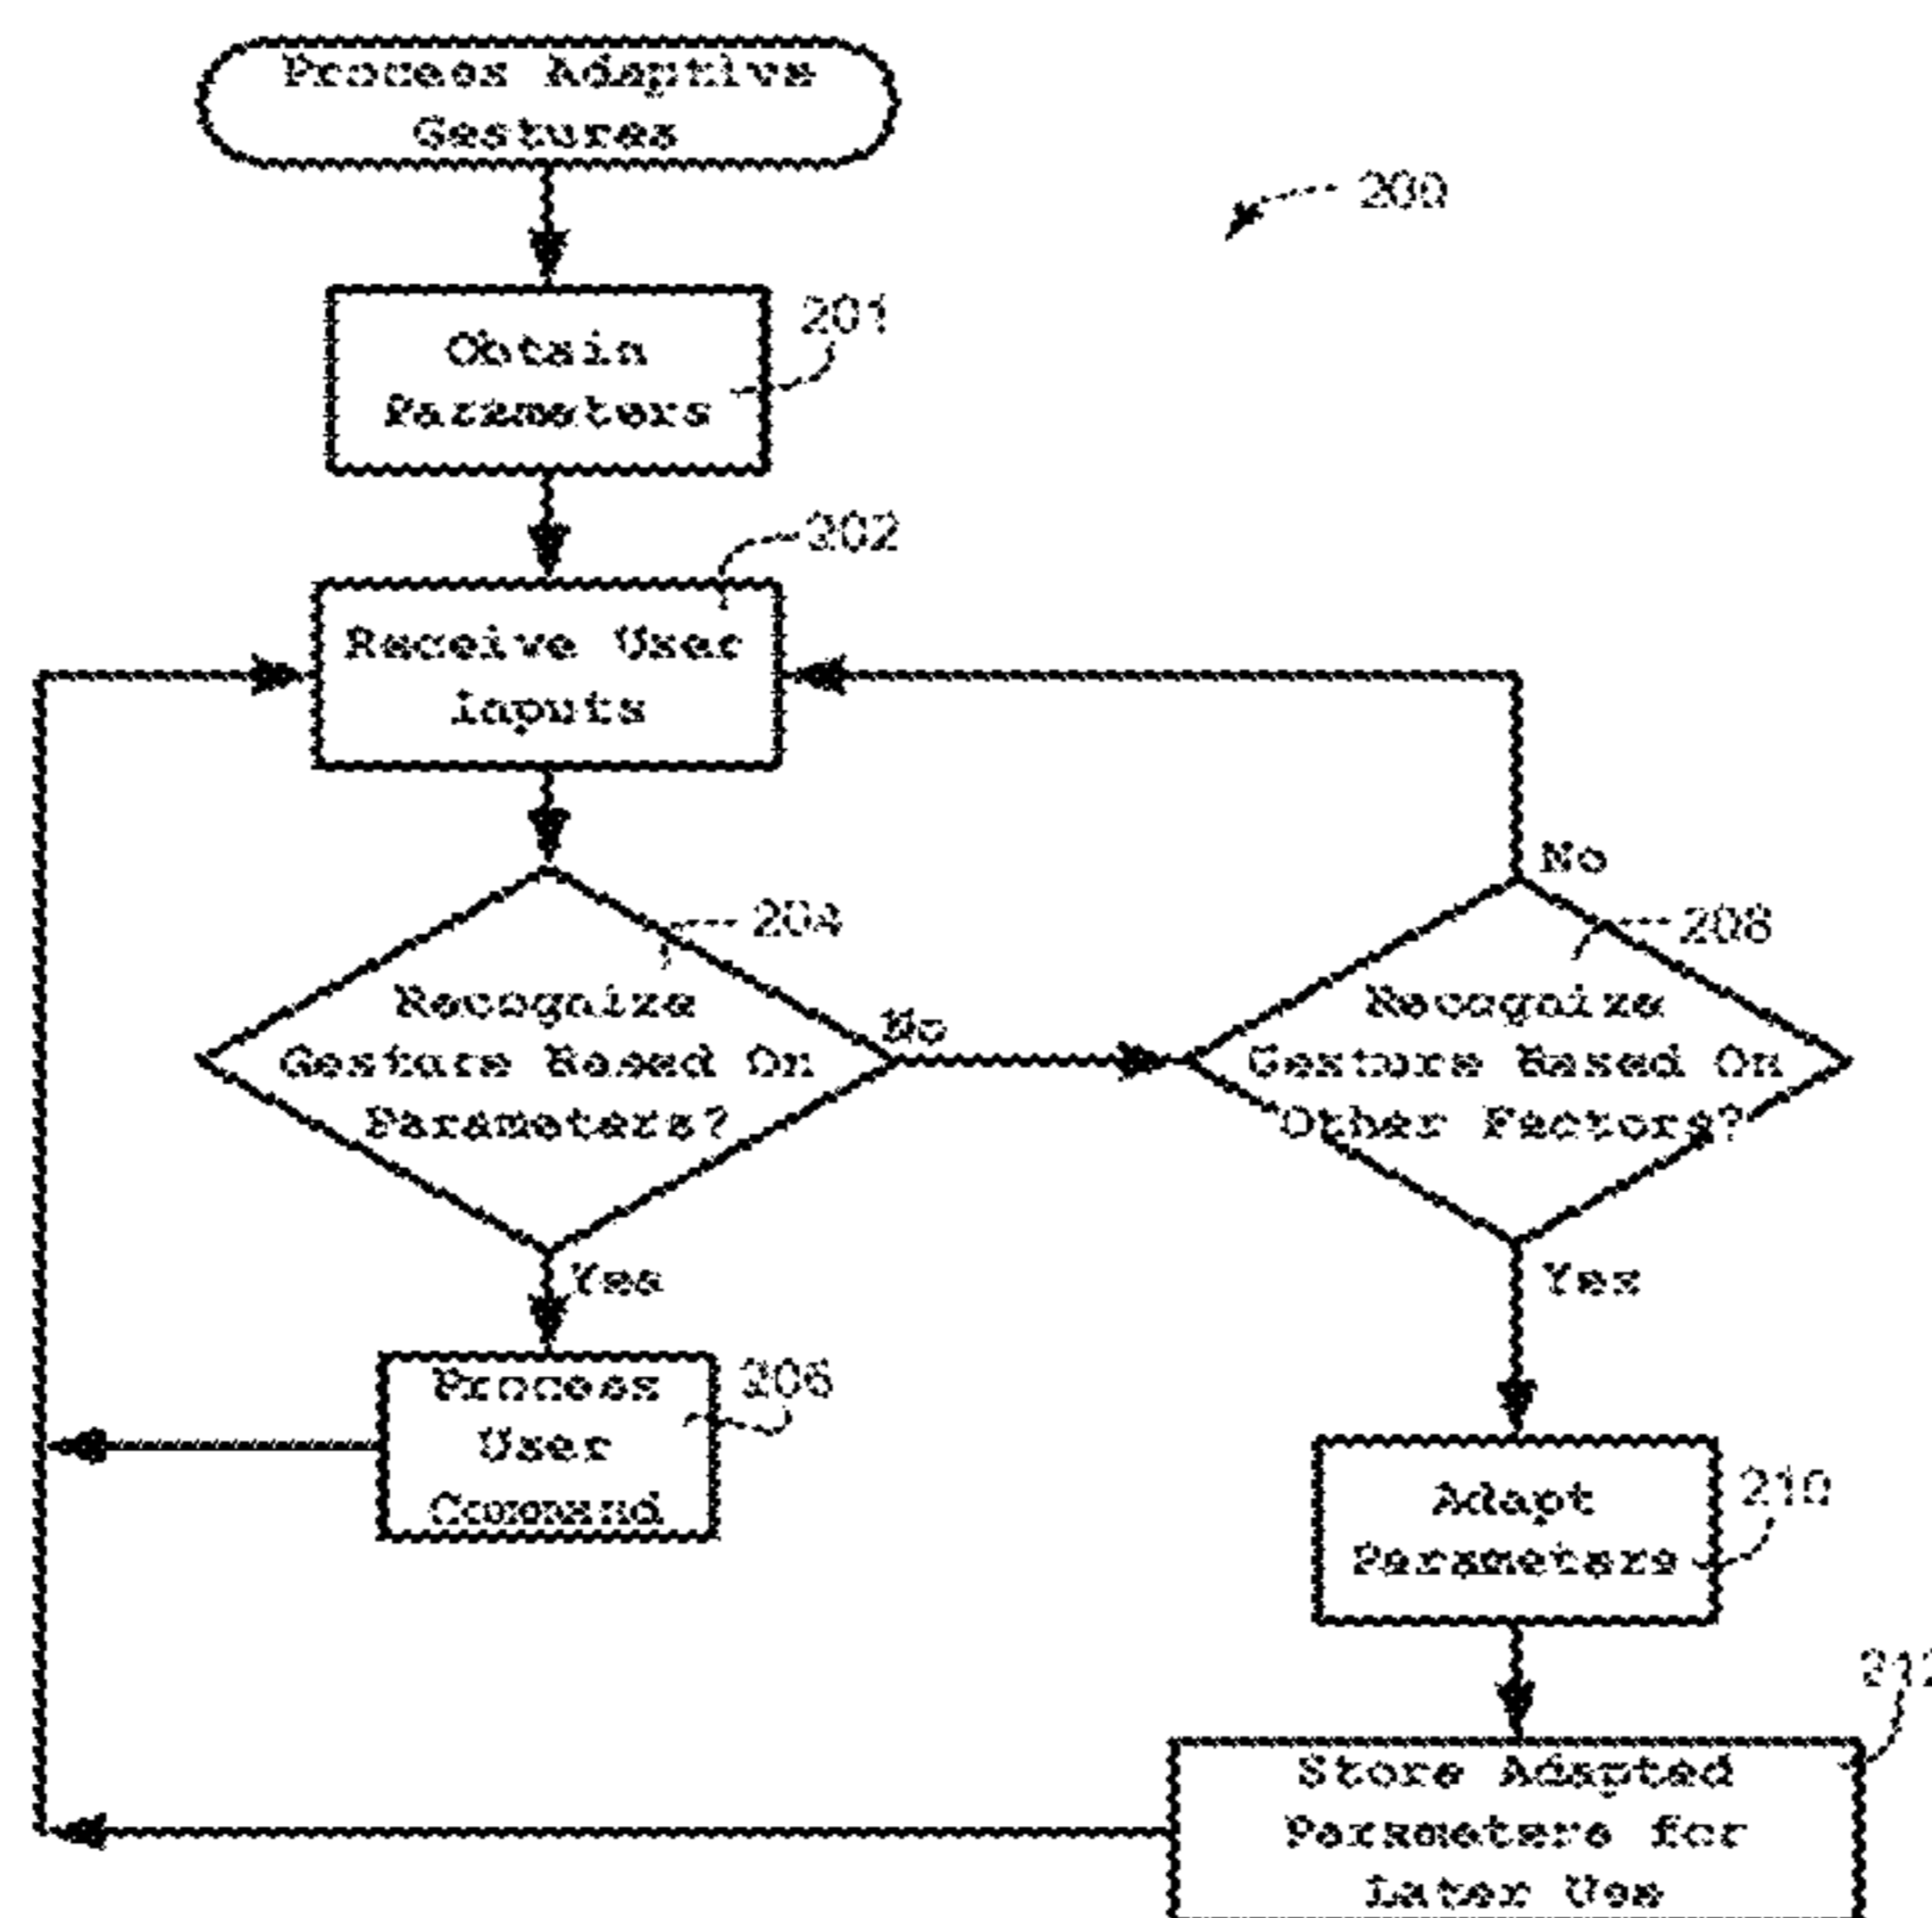 Process Adaptive
Gestures
200
Obtain
Parameters
201
202
Receive User
inputs
204
Recognize
Gesture Based On
Parameters?
No
Yes
208
Recognize
Gesture Based On
Other Factors?
No
Yes
Process
User
Command
206
Adapt
Parameters
210
212
Store Adapted
Parameters for
Later Use